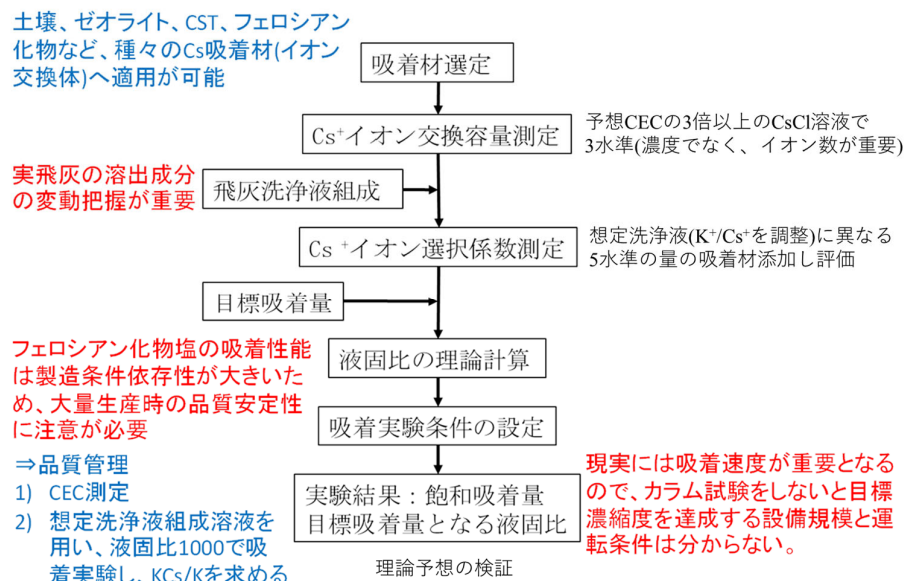 土壌、ゼオライト、CST、フェロシアン
化物など、種々のCs吸着材(イオン
交換体)へ適用が可能
吸着材選定
Cs⁺イオン交換容量測定
予想CECの3倍以上のCsCl溶液で
3水準(濃度でなく、イオン数が重要)
実飛灰の溶出成分
の変動把握が重要
飛灰洗浄液組成
Cs⁺イオン選択係数測定
想定洗浄液(K⁺/Cs⁺を調整)に異なる
5水準の量の吸着材添加し評価
目標吸着量
フェロシアン化物塩の吸着性能
は製造条件依存性が大きいた
め、大量生産時の品質安定性
に注意が必要
液固比の理論計算
吸着実験条件の設定
⇒品質管理
1) CEC測定
2) 想定洗浄液組成溶液を
用い、液固比1000で吸
着実験し、KCs/Kを求める
実験結果：飽和吸着量
目標吸着量となる液固比
理論予想の検証
現実には吸着速度が重要となる
ので、カラム試験をしないと目標
濃縮度を達成する設備規模と運
転条件は分からない。